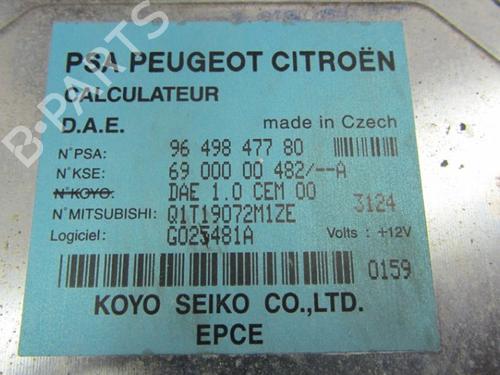 PSA PEUGEOT CITROËN
CALCULATEUR
D.A.E. made in Czech
N°PSA: 96 498 477 80
N°KSE: 69 000 00 482/--A
N°KOYO: DAE 1.0 CEM 00
N°MITSUBISHI: Q1T19072M1ZE 3124
Logiciel: G023481A Volts : +12V
0159
KOYO SEIKO CO.,LTD.
EPCE
B-PARTS